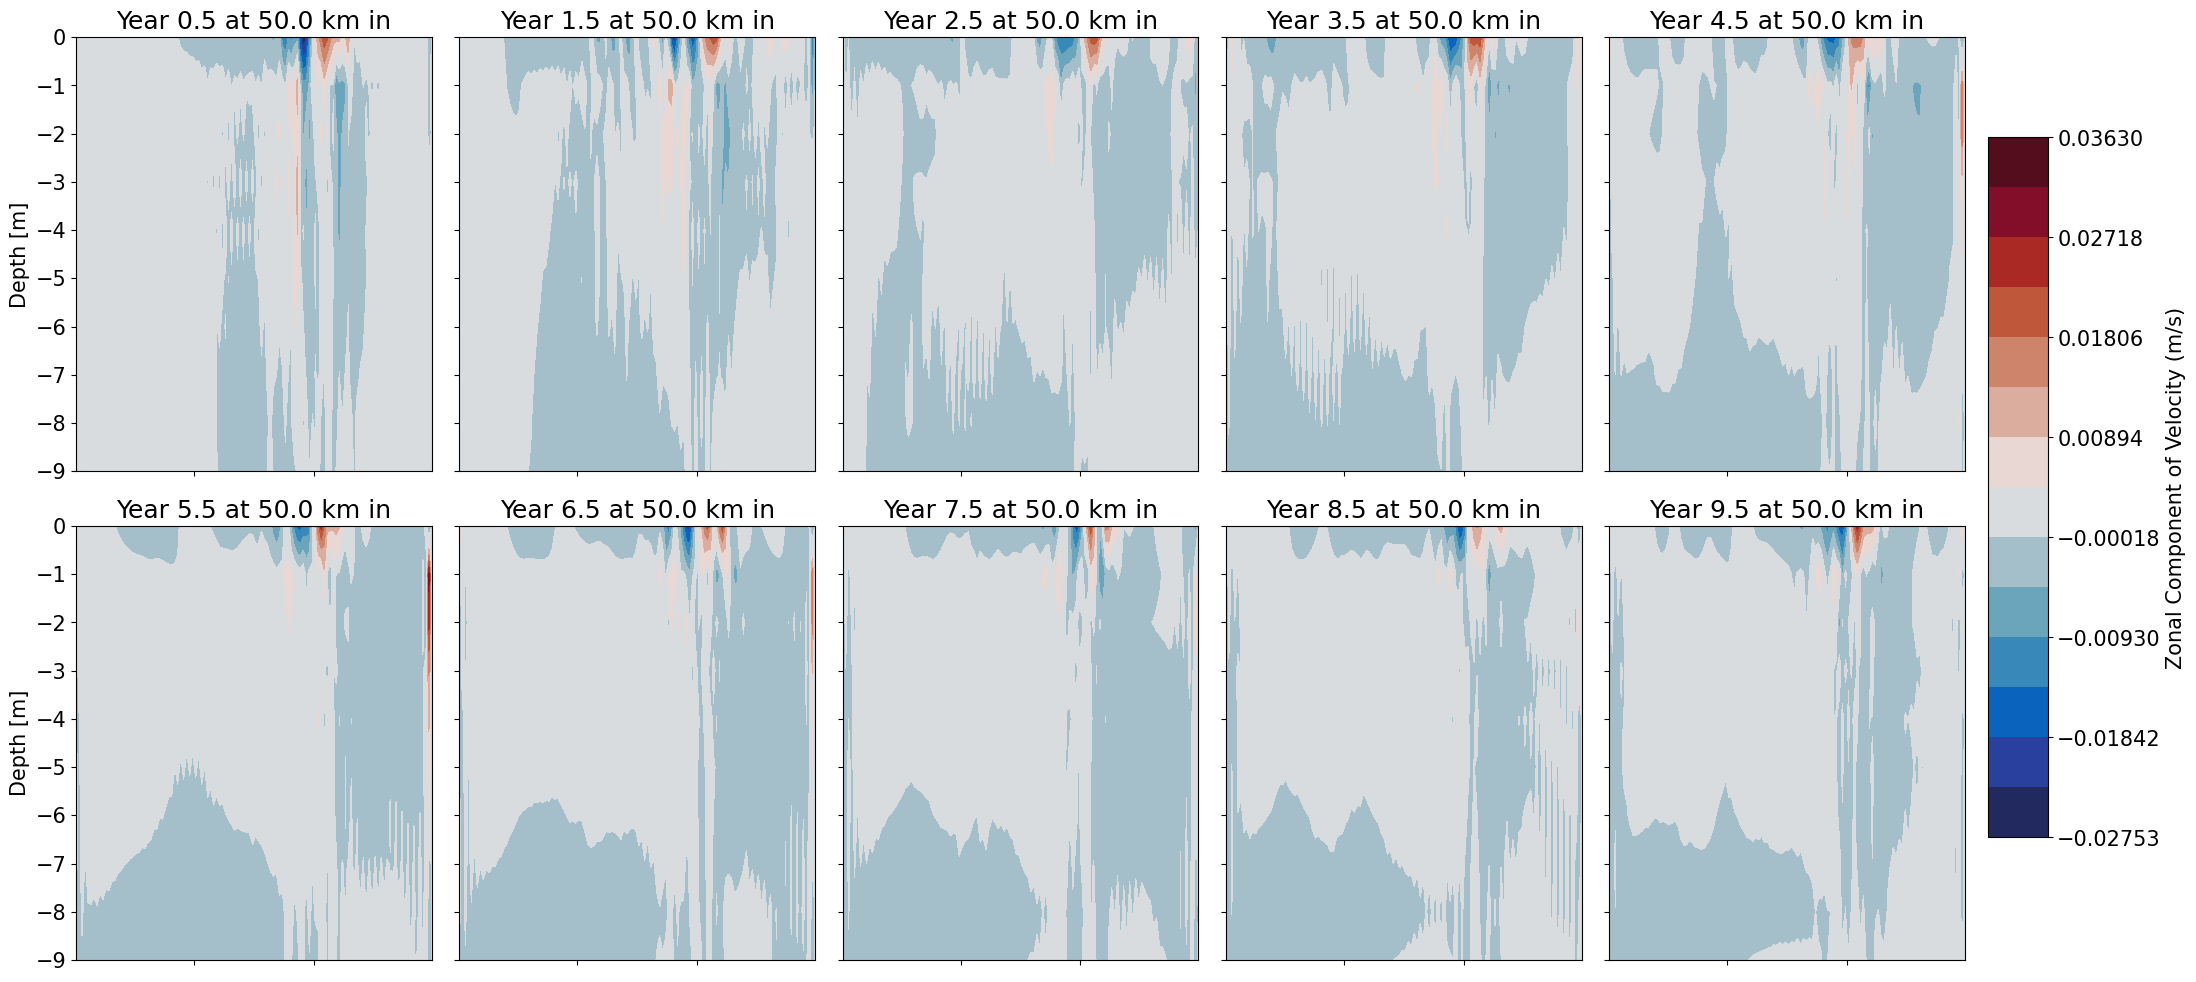 Year 0.5 at 50.0 km in
Year 1.5 at 50.0 km in
Year 2.5 at 50.0 km in
Year 3.5 at 50.0 km in
Year 4.5 at 50.0 km in
0
−1
−2
−3
−4
−5
−6
−7
−8
−9
Depth [m]
Year 5.5 at 50.0 km in
Year 6.5 at 50.0 km in
Year 7.5 at 50.0 km in
Year 8.5 at 50.0 km in
Year 9.5 at 50.0 km in
0
−1
−2
−3
−4
−5
−6
−7
−8
−9
Depth [m]
0.03630
0.02718
0.01806
0.00894
−0.00018
−0.00930
−0.01842
−0.02753
Zonal Component of Velocity (m/s)